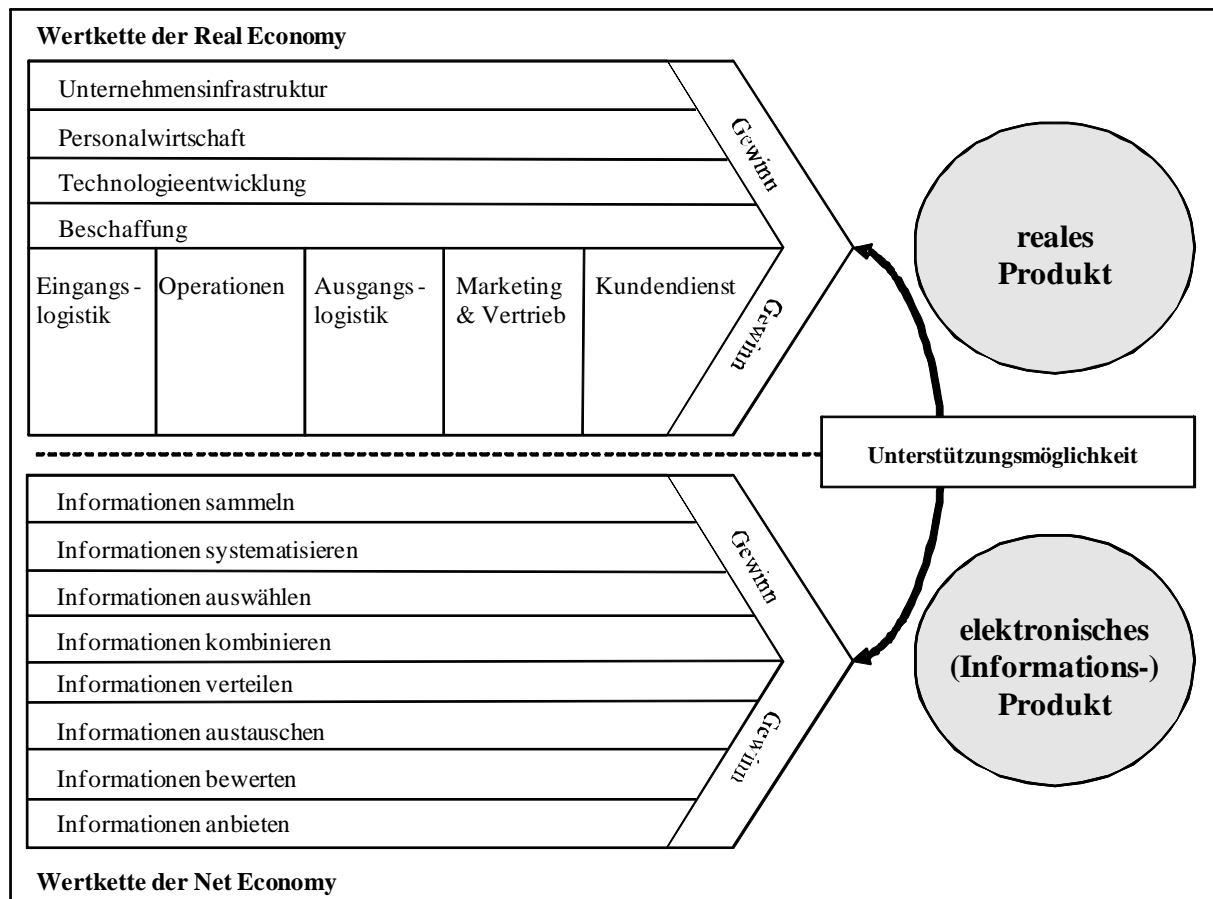 Wertkette der Real Economy
Unternehmensinfrastruktur
Personalwirtschaft
Technologieentwicklung
Beschaffung
Eingangs-
logistik
Operationen
Ausgangs-
logistik
Marketing
& Vertrieb
Kundendienst
Gewinn
Gewinn
reales
Produkt
Unterstützungsmöglichkeit
Informationen sammeln
Informationen systematisieren
Informationen auswählen
Informationen kombinieren
Informationen verteilen
Informationen austauschen
Informationen bewerten
Informationen anbieten
Gewinn
Gewinn
elektronisches
(Informations-)
Produkt
Wertkette der Net Economy